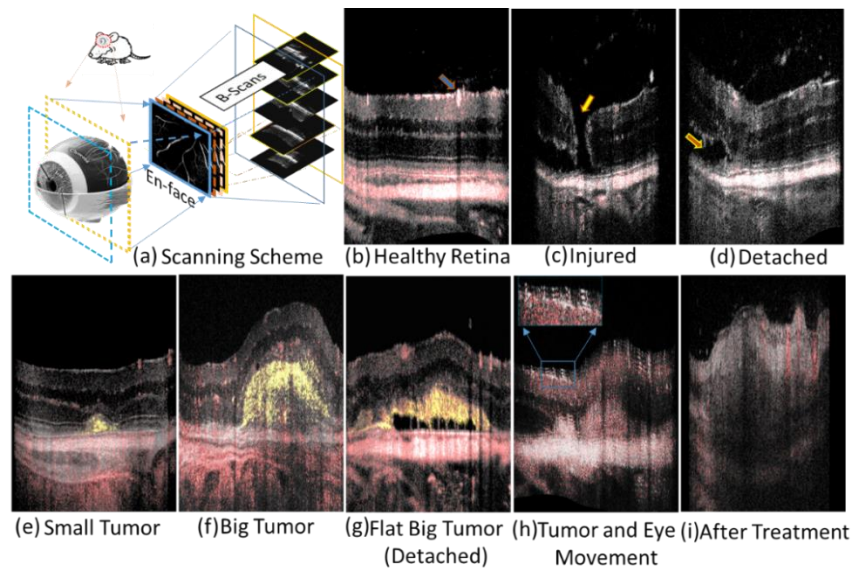 B-Scans
En-face
(a) Scanning Scheme
(b) Healthy Retina
(c)Injured
(d) Detached
(e) Small Tumor
(f)Big Tumor
(g)Flat Big Tumor
(Detached)
(h)Tumor and Eye
Movement
(i)After Treatment